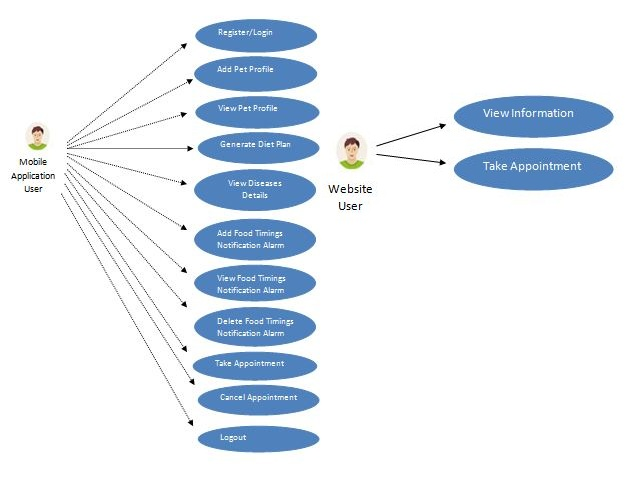 Register/Login
Add Pet Profile
View Pet Profile
Generate Diet Plan
View Diseases
Details
Add Food Timings
Notification Alarm
View Food Timings
Notification Alarm
Delete Food Timings
Notification Alarm
Take Appointment
Cancel Appointment
Logout
Mobile
Application
User
Website
User
View Information
Take Appointment